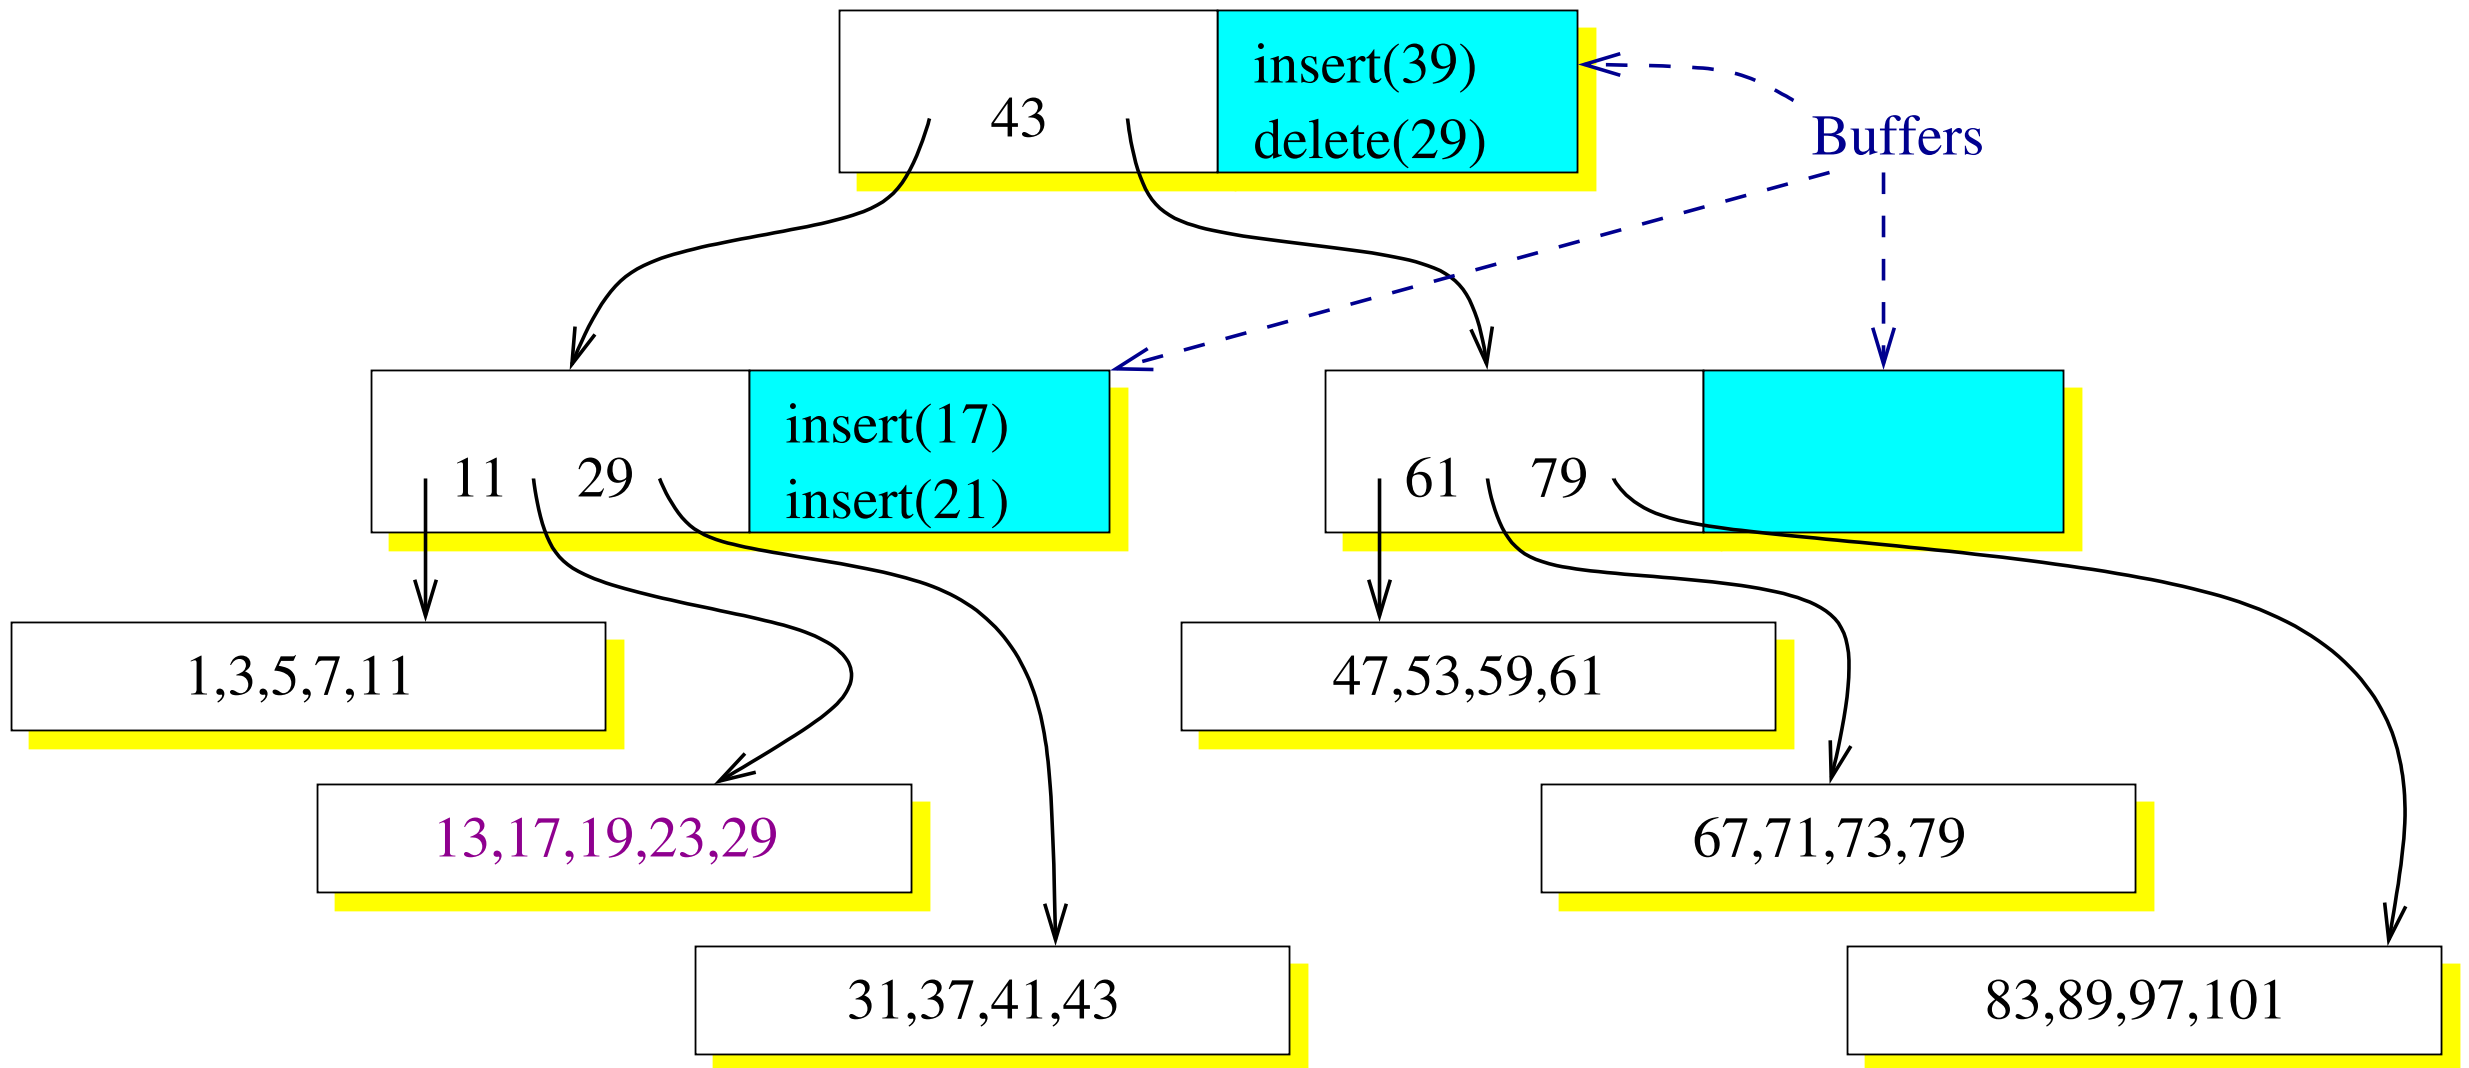 insert(39)
43
delete(29)
Buffers
insert(17)
11 29
insert(21)
61 79
1,3,5,7,11
47,53,59,61
13,17,19,23,29
67,71,73,79
31,37,41,43
83,89,97,101